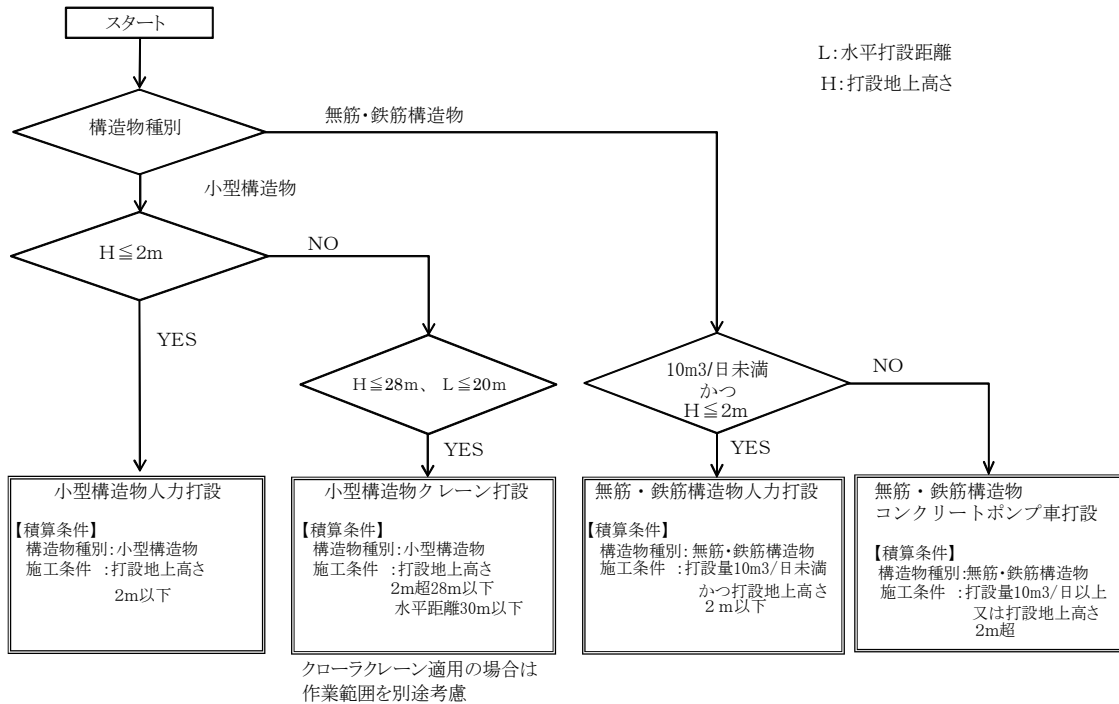 スタート
L:水平打設距離
H:打設地上高さ
構造物種別
無筋・鉄筋構造物
小型構造物
H≦2m
NO
YES
H≦28m、 L≦20m
YES
10m3/日未満
かつ
H≦2m
NO
YES
小型構造物人力打設
【積算条件】
構造物種別:小型構造物
施工条件 :打設地上高さ
2m以下
小型構造物クレーン打設
【積算条件】
構造物種別:小型構造物
施工条件 :打設地上高さ
2m超28m以下
水平距離30m以下
クローラクレーン適用の場合は
作業範囲を別途考慮
無筋・鉄筋構造物人力打設
【積算条件】
構造物種別:無筋・鉄筋構造物
施工条件 :打設量10m3/日未満
かつ打設地上高さ
2m以下
無筋・鉄筋構造物
コンクリートポンプ車打設
【積算条件】
構造物種別:無筋・鉄筋構造物
施工条件 :打設量10m3/日以上
又は打設地上高さ
2m超